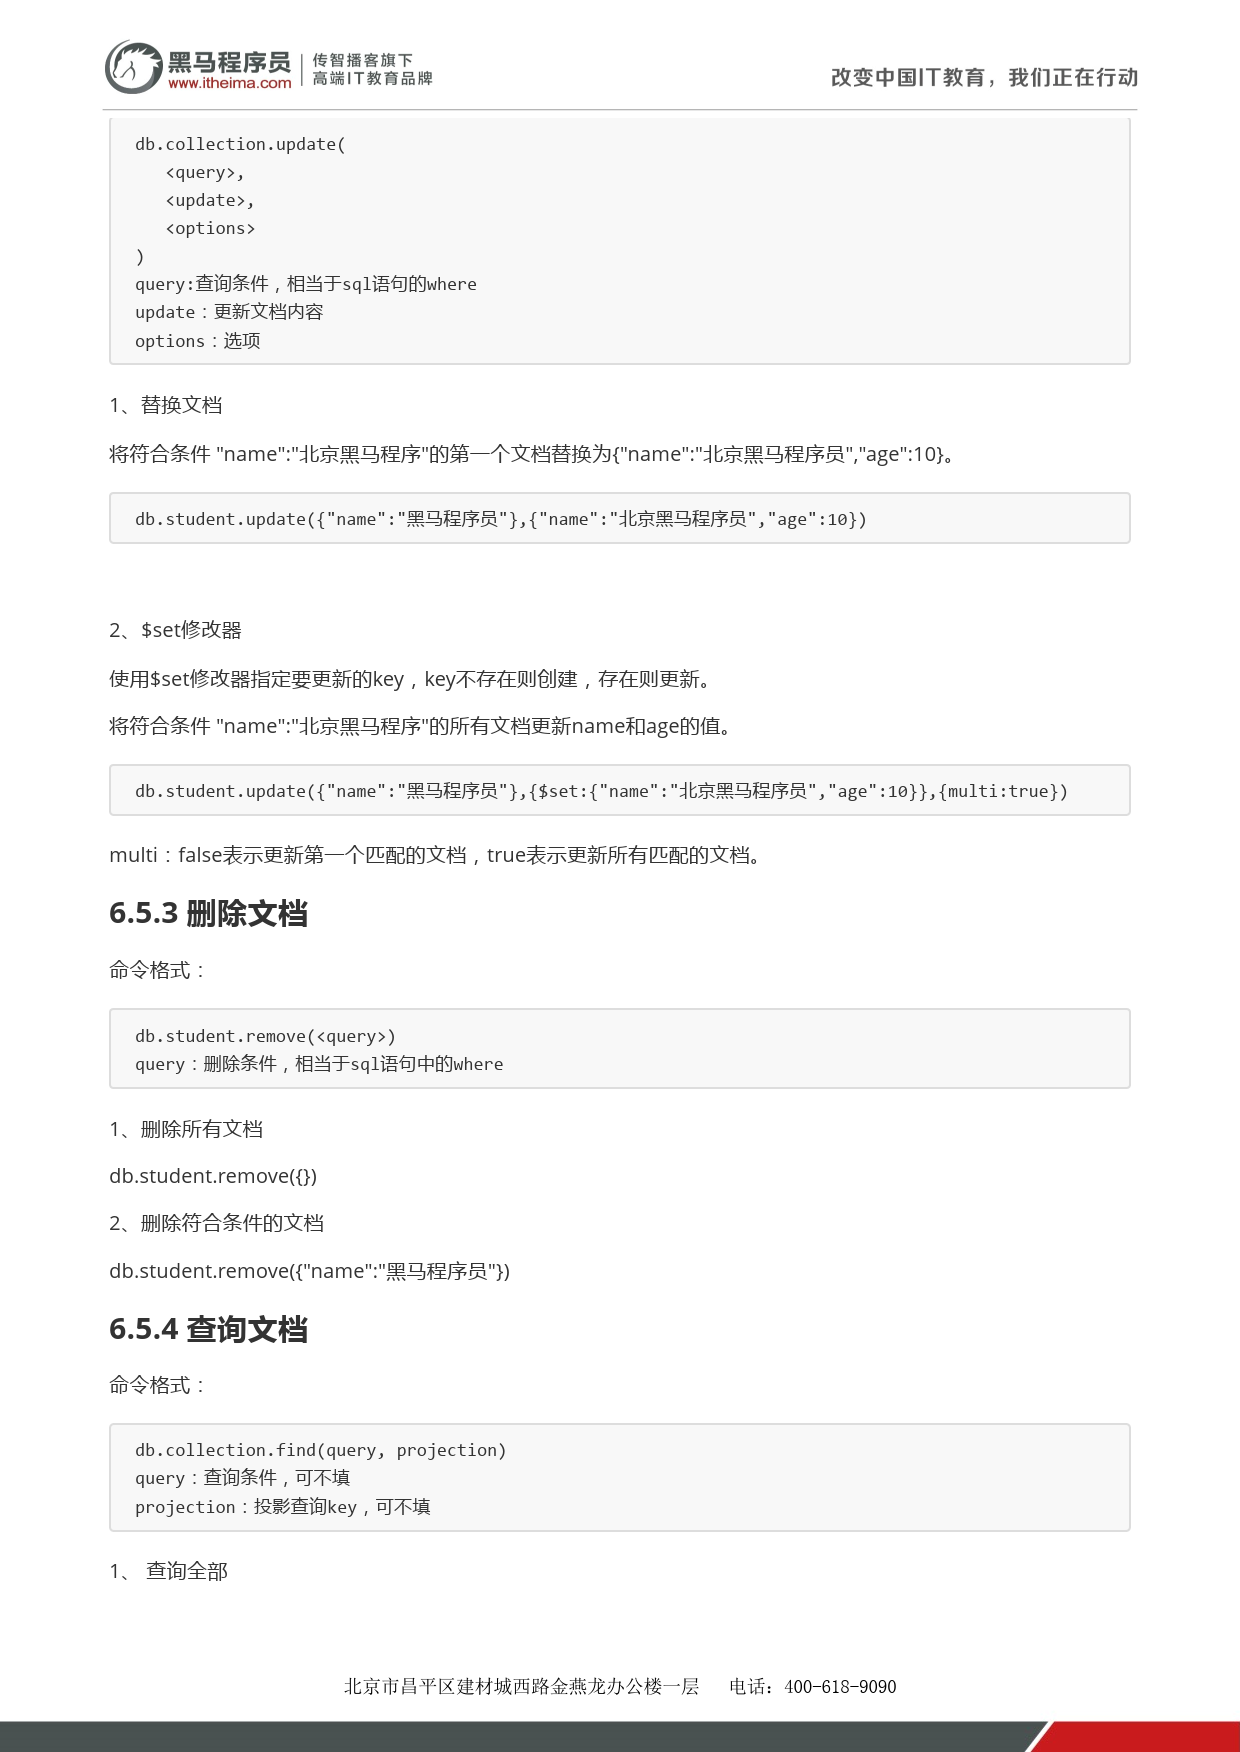 黑马程序员
www.itheima.com
传智播客旗下
高端IT教育品牌
改变中国IT教育，我们正在行动
db.collection.update(
   <query>,
   <update>,
   <options>
)
query:查询条件，相当于sql语句的where
update：更新文档内容
options：选项
1、替换文档
将符合条件 "name":"北京黑马程序"的第一个文档替换为{"name":"北京黑马程序员","age":10}。
db.student.update({"name":"黑马程序员"},{"name":"北京黑马程序员","age":10})
2、$set修改器
使用$set修改器指定要更新的key，key不存在则创建，存在则更新。
将符合条件 "name":"北京黑马程序"的所有文档更新name和age的值。
db.student.update({"name":"黑马程序员"},{$set:{"name":"北京黑马程序员","age":10}},{multi:true})
multi：false表示更新第一个匹配的文档，true表示更新所有匹配的文档。
6.5.3 删除文档
命令格式：
db.student.remove(<query>)
query：删除条件，相当于sql语句中的where
1、删除所有文档
db.student.remove({})
2、删除符合条件的文档
db.student.remove({"name":"黑马程序员"})
6.5.4 查询文档
命令格式：
db.collection.find(query, projection)
query：查询条件，可不填
projection：投影查询key，可不填
1、 查询全部
北京市昌平区建材城西路金燕龙办公楼一层   电话：400-618-9090